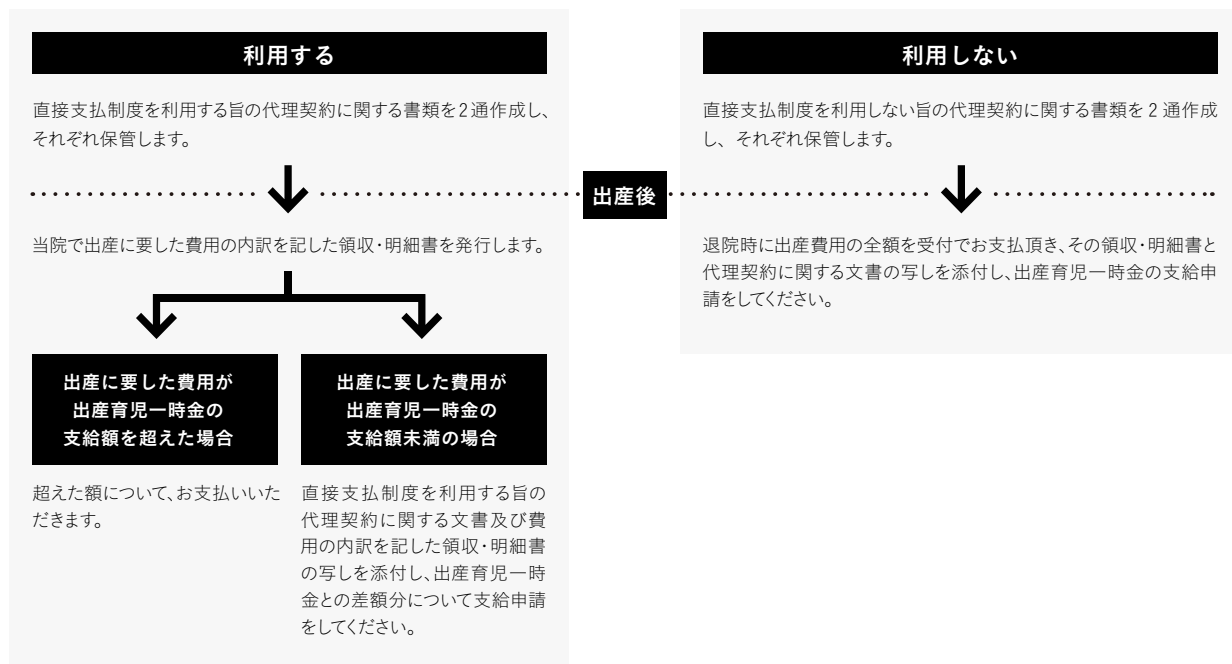 利用する
直接支払制度を利用する旨の代理契約に関する書類を2通作成し、
それぞれ保管します。
利用しない
直接支払制度を利用しない旨の代理契約に関する書類を2通作成
し、それぞれ保管します。
出産後
当院で出産に要した費用の内訳を記した領収・明細書を発行します。
退院時に出産費用の全額を受付でお支払頂き、その領収・明細書と
代理契約に関する文書の写しを添付し、出産育児一時金の支給申
請をしてください。
出産に要した費用が
出産育児一時金の
支給額を超えた場合
超えた額について、お支払いいた
だきます。
出産に要した費用が
出産育児一時金の
支給額未満の場合
直接支払制度を利用する旨の
代理契約に関する文書及び費
用の内訳を記した領収・明細書
の写しを添付し、出産育児一時
金との差額分について支給申請
をしてください。